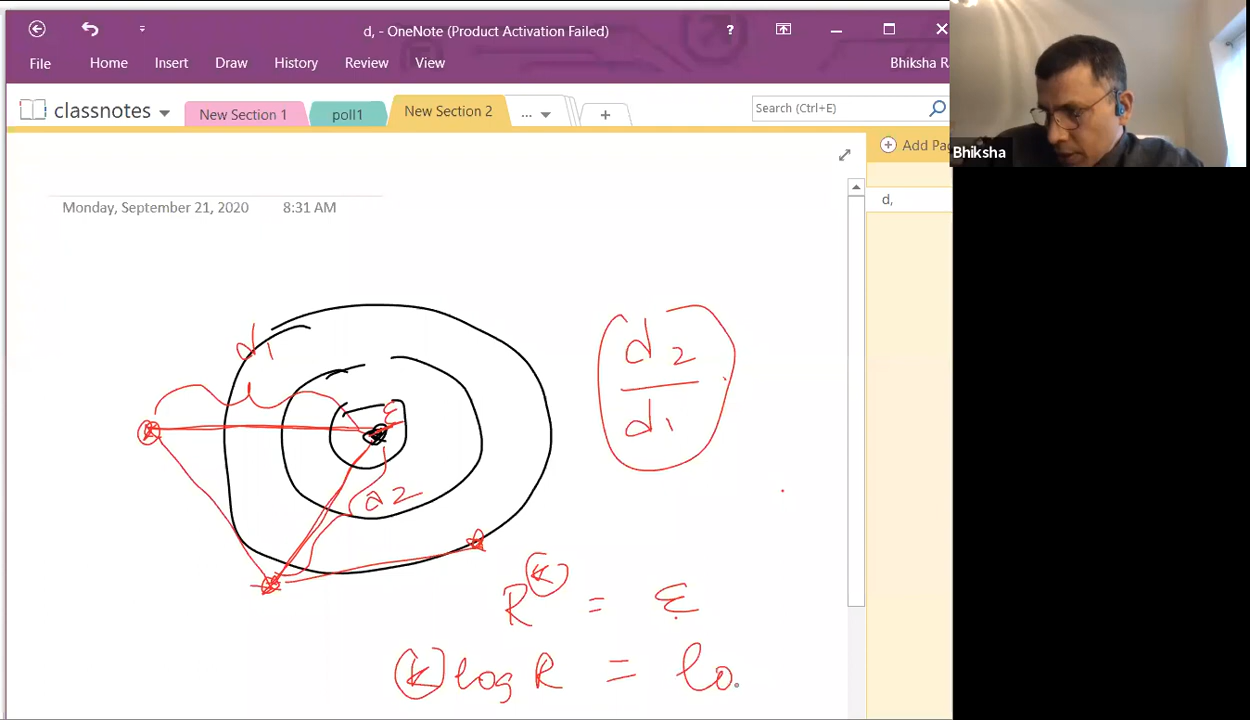 d, - OneNote (Product Activation Failed)
?
File
Home
Insert
Draw
History
Review
View
Bhiksha R
classnotes
New Section 1
poll1
New Section 2
...
+
Search (Ctrl+E)
Add Pag
Bhiksha
d,
Monday, September 21, 2020
8:31 AM
d1
ε
d2
d2
d1
R^K = ε
K log R = lo